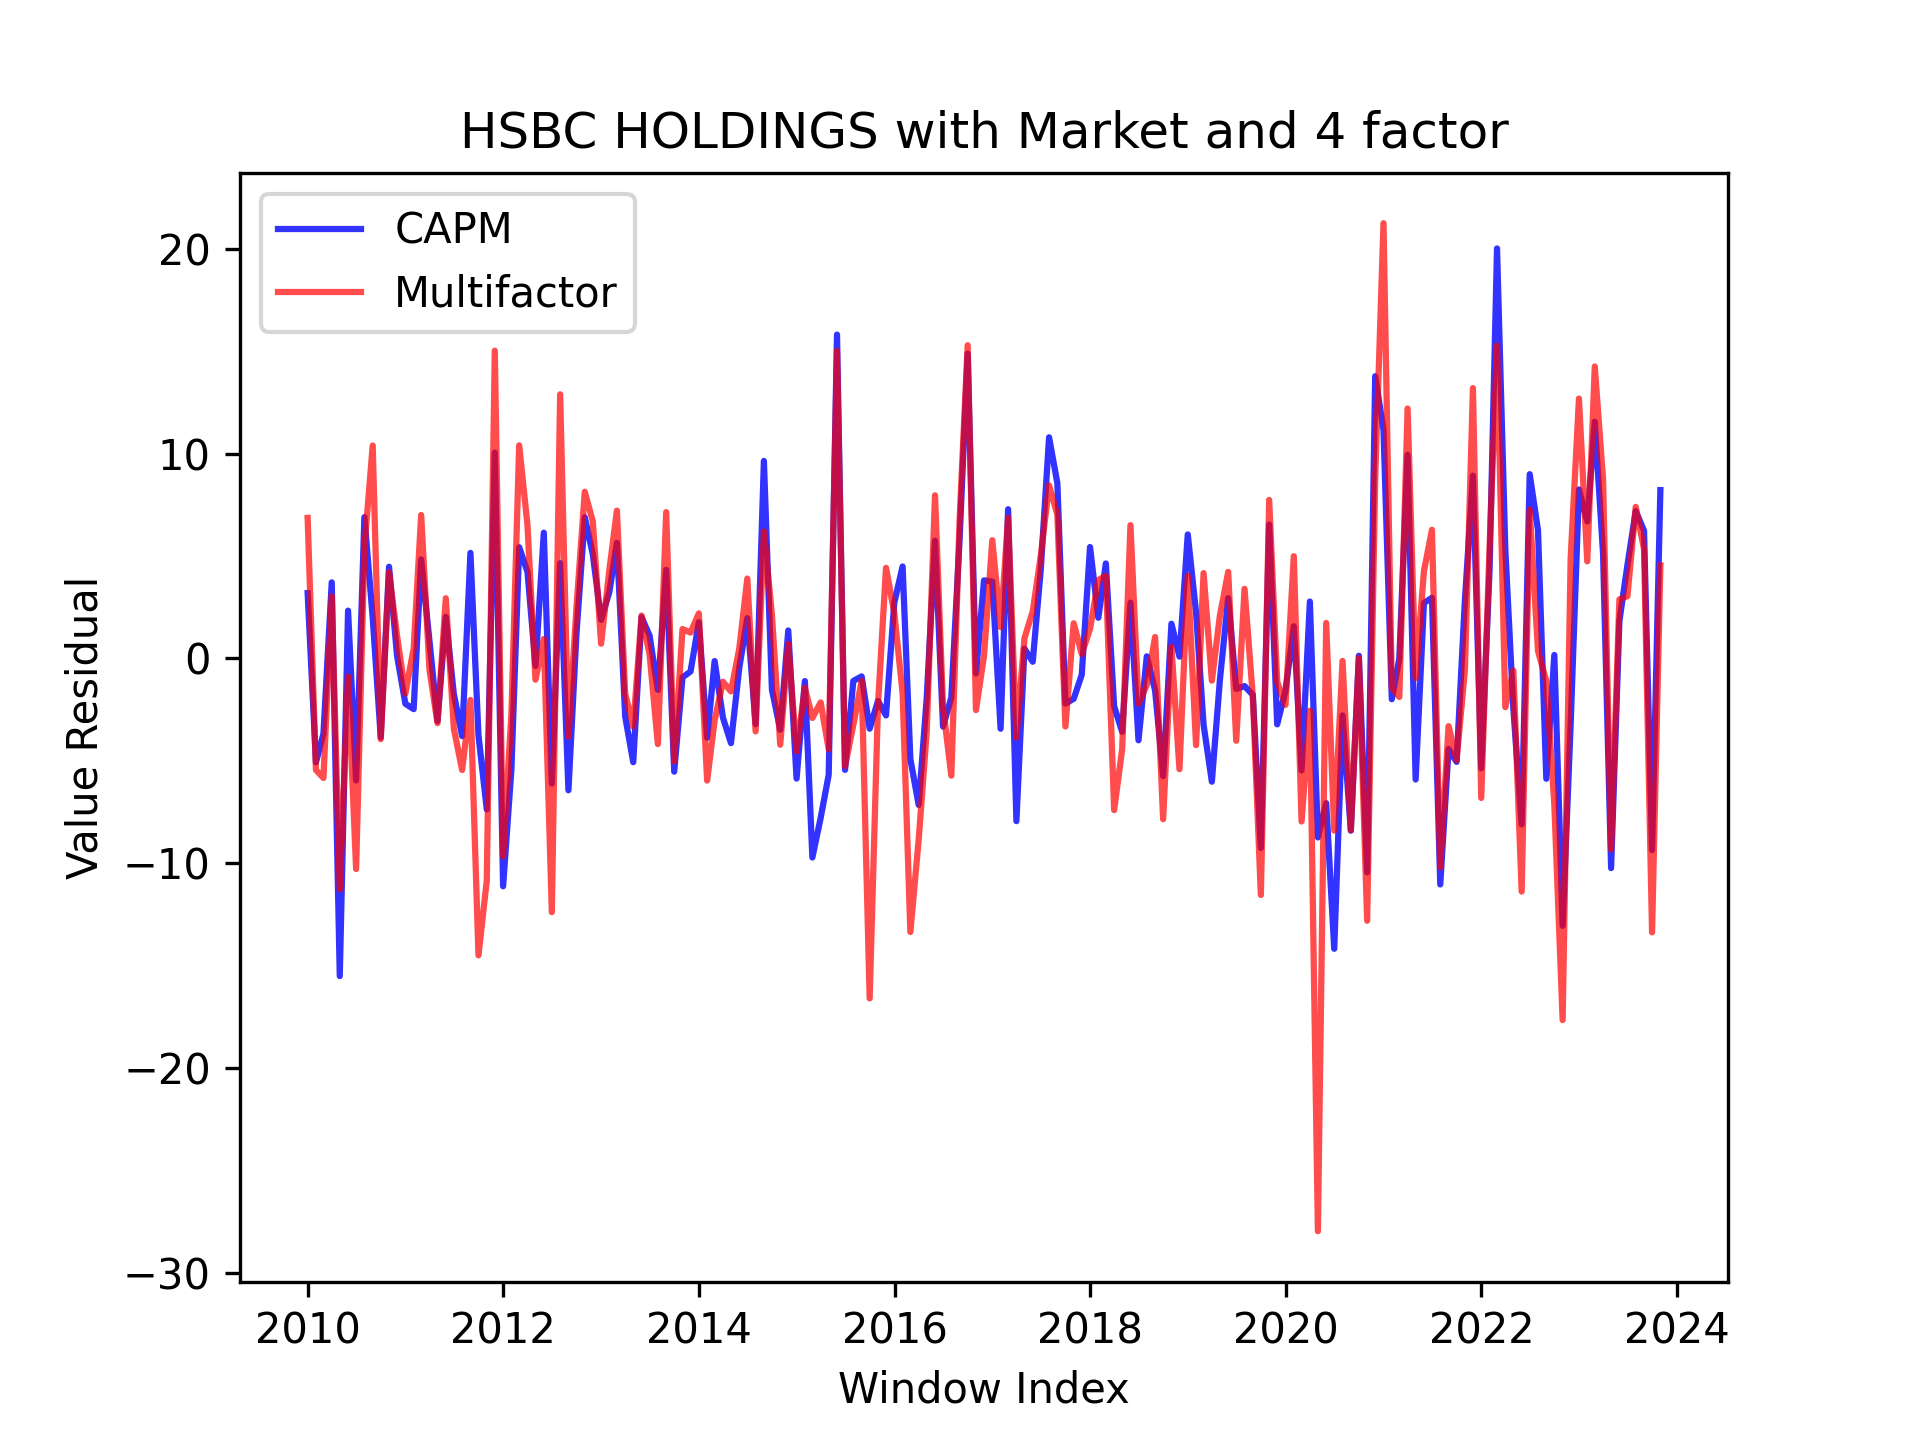 HSBC HOLDINGS with Market and 4 factor
CAPM
Multifactor
20
10
0
−10
−20
−30
Value Residual
2010 2012 2014 2016 2018 2020 2022 2024
Window Index